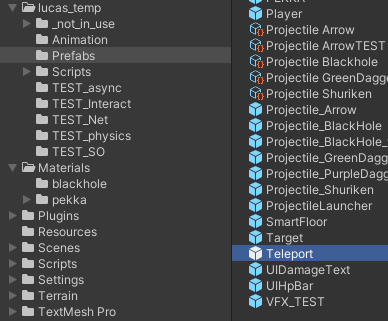 lucas_temp
_not_in_use
Animation
Prefabs
Scripts
TEST_async
TEST_Interact
TEST_Net
TEST_physics
TEST_SO
Materials
blackhole
pekka
Plugins
Resources
Scenes
Scripts
Settings
Terrain
TextMesh Pro
Player
Projectile Arrow
Projectile ArrowTEST
Projectile Blackhole
Projectile GreenDagge
Projectile Shuriken
Projectile_Arrow
Projectile_BlackHole
Projectile_BlackHole_
Projectile_GreenDagg
Projectile_PurpleDagg
Projectile_Shuriken
ProjectileLauncher
SmartFloor
Target
Teleport
UIDamageText
UIHpBar
VFX_TEST